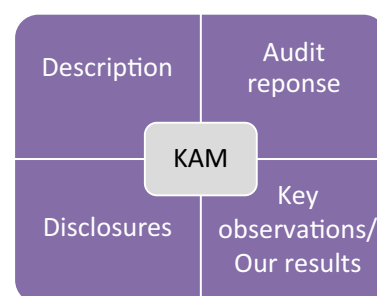 Description
Audit
reponse
KAM
Disclosures
Key
observations/
Our results